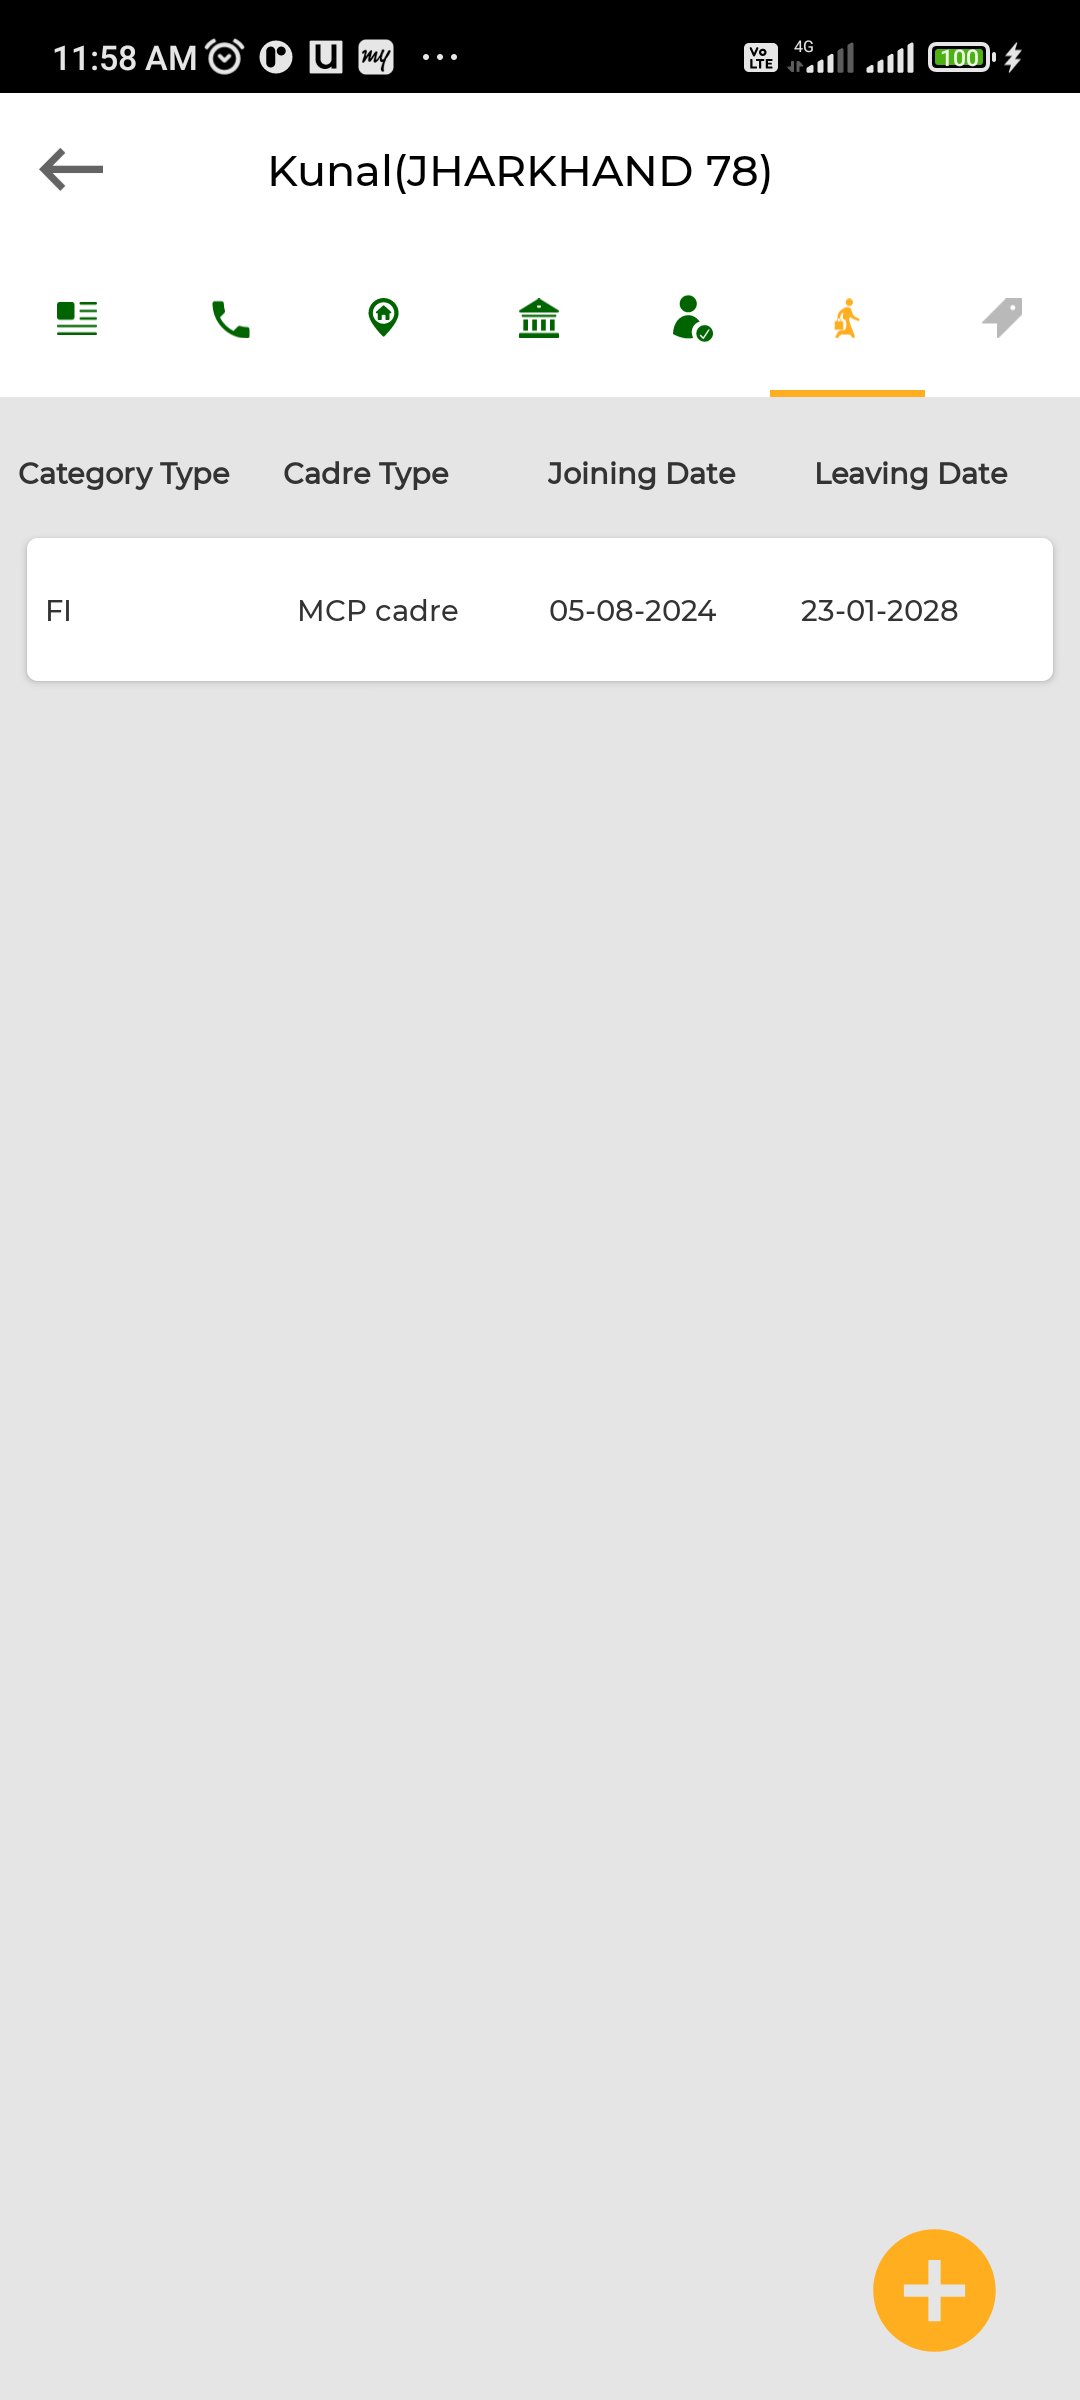 11:58 AM
Vo LTE 4G 100
Kunal(JHARKHAND 78)
Category Type Cadre Type Joining Date Leaving Date
FI MCP cadre 05-08-2024 23-01-2028